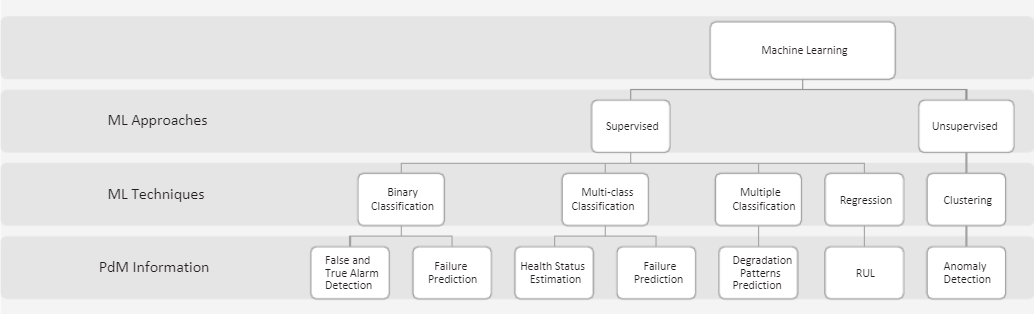 Machine Learning
ML Approaches
Supervised
Unsupervised
ML Techniques
Binary
Classification
Multi-class
Classification
Multiple
Classification
Regression
Clustering
PdM Information
False and
True Alarm
Detection
Failure
Prediction
Health Status
Estimation
Failure
Prediction
Degradation
Patterns
Prediction
RUL
Anomaly
Detection